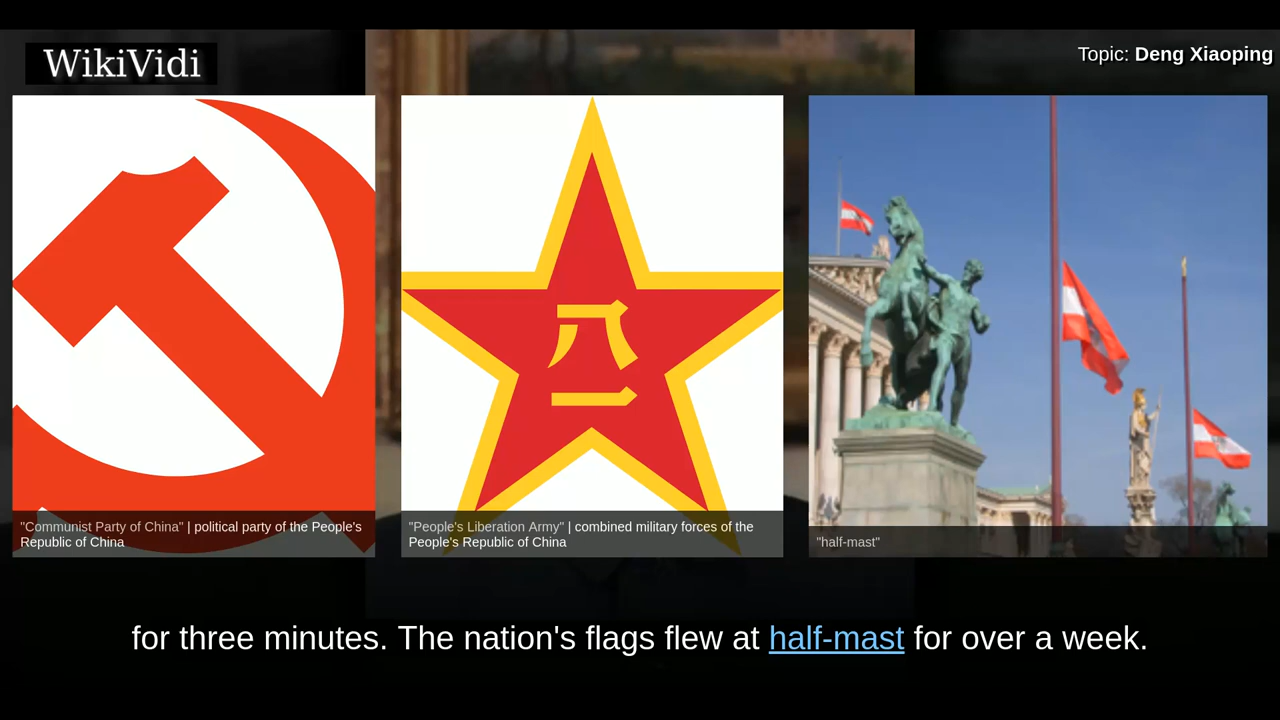 WikiVidi
Topic: Deng Xiaoping
八
一
"Communist Party of China" | political party of the People's
Republic of China
"People's Liberation Army" | combined military forces of the
People's Republic of China
"half-mast"
for three minutes. The nation's flags flew at half-mast for over a week.